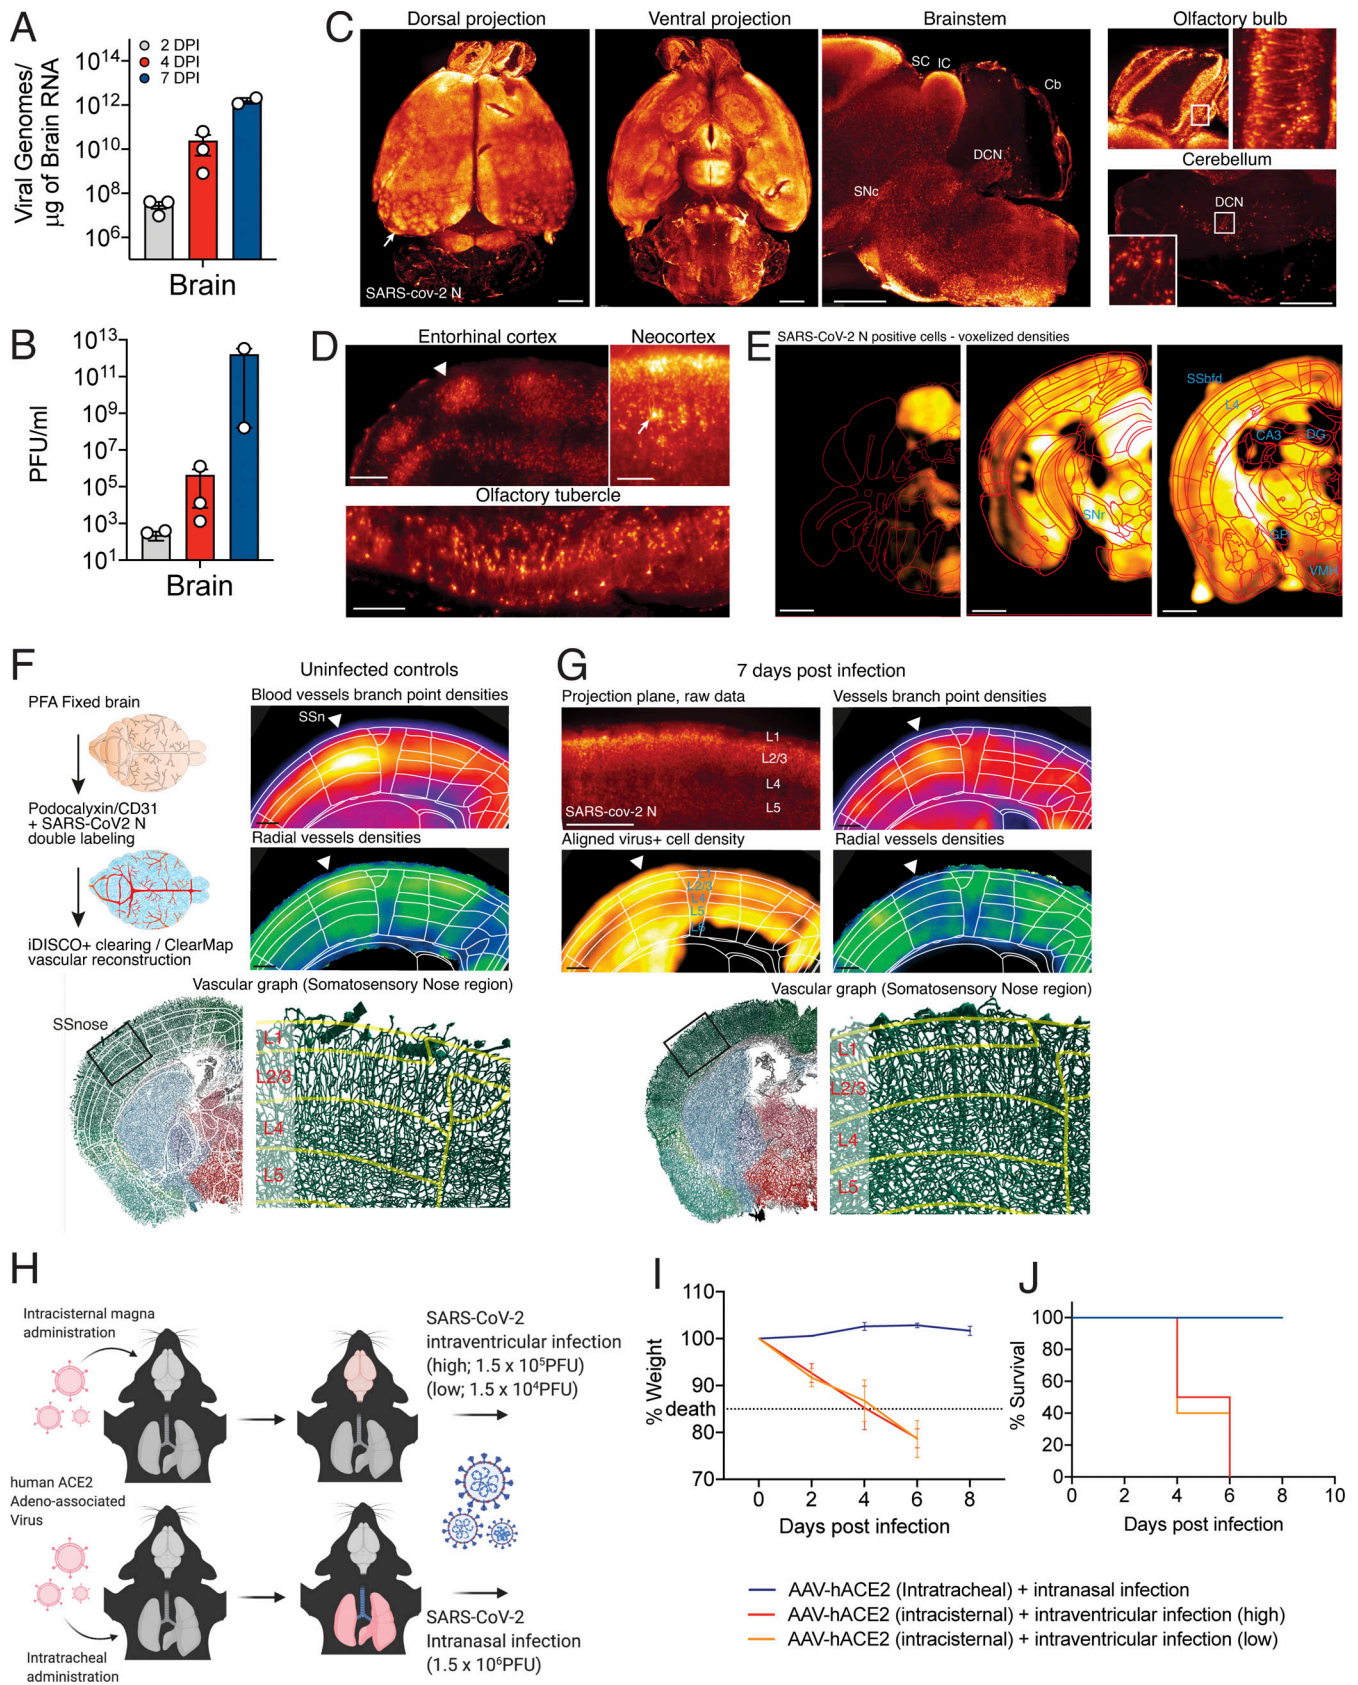 A
2 DPI
4 DPI
7 DPI
10¹⁴
10¹²
10¹⁰
10⁸
10⁶
Viral Genomes/
µg of Brain RNA
Brain
B
10¹³
10¹¹
10⁹
10⁷
10⁵
10³
10¹
PFU/ml
Brain
C
Dorsal projection
Ventral projection
Brainstem
Olfactory bulb
SARS-cov-2 N
SC IC
Cb
DCN
SNc
Cerebellum
DCN
D
Entorhinal cortex
Neocortex
Olfactory tubercle
E
SARS-CoV-2 N positive cells - voxelized densities
SNr
SSbfd
L4
CA3
DG
GP
VMH
F
Uninfected controls
PFA Fixed brain
Podocalyxin/CD31
+ SARS-CoV2 N
double labeling
iDISCO+ clearing / ClearMap
vascular reconstruction
Blood vessels branch point densities
SSn
Radial vessels densities
Vascular graph (Somatosensory Nose region)
SSnose
L1
L2/3
L4
L5
G
7 days post infection
Projection plane, raw data
L1
L2/3
L4
L5
SARS-cov-2 N
Vessels branch point densities
Aligned virus+ cell density
L1
L2/3
L4
L5
L6
Radial vessels densities
Vascular graph (Somatosensory Nose region)
L1
L2/3
L4
L5
H
Intracisternal magna
administration
human ACE2
Adeno-associated
Virus
Intratracheal
administration
SARS-CoV-2
intraventricular infection
(high; 1.5 x 10⁵PFU)
(low; 1.5 x 10⁴PFU)
SARS-CoV-2
Intranasal infection
(1.5 x 10⁶PFU)
I
110
100
90
death
80
70
% Weight
0 2 4 6 8
Days post infection
J
100
80
60
40
20
0
% Survival
0 2 4 6 8 10
Days post infection
AAV-hACE2 (Intratracheal) + intranasal infection
AAV-hACE2 (intracisternal) + intraventricular infection (high)
AAV-hACE2 (intracisternal) + intraventricular infection (low)